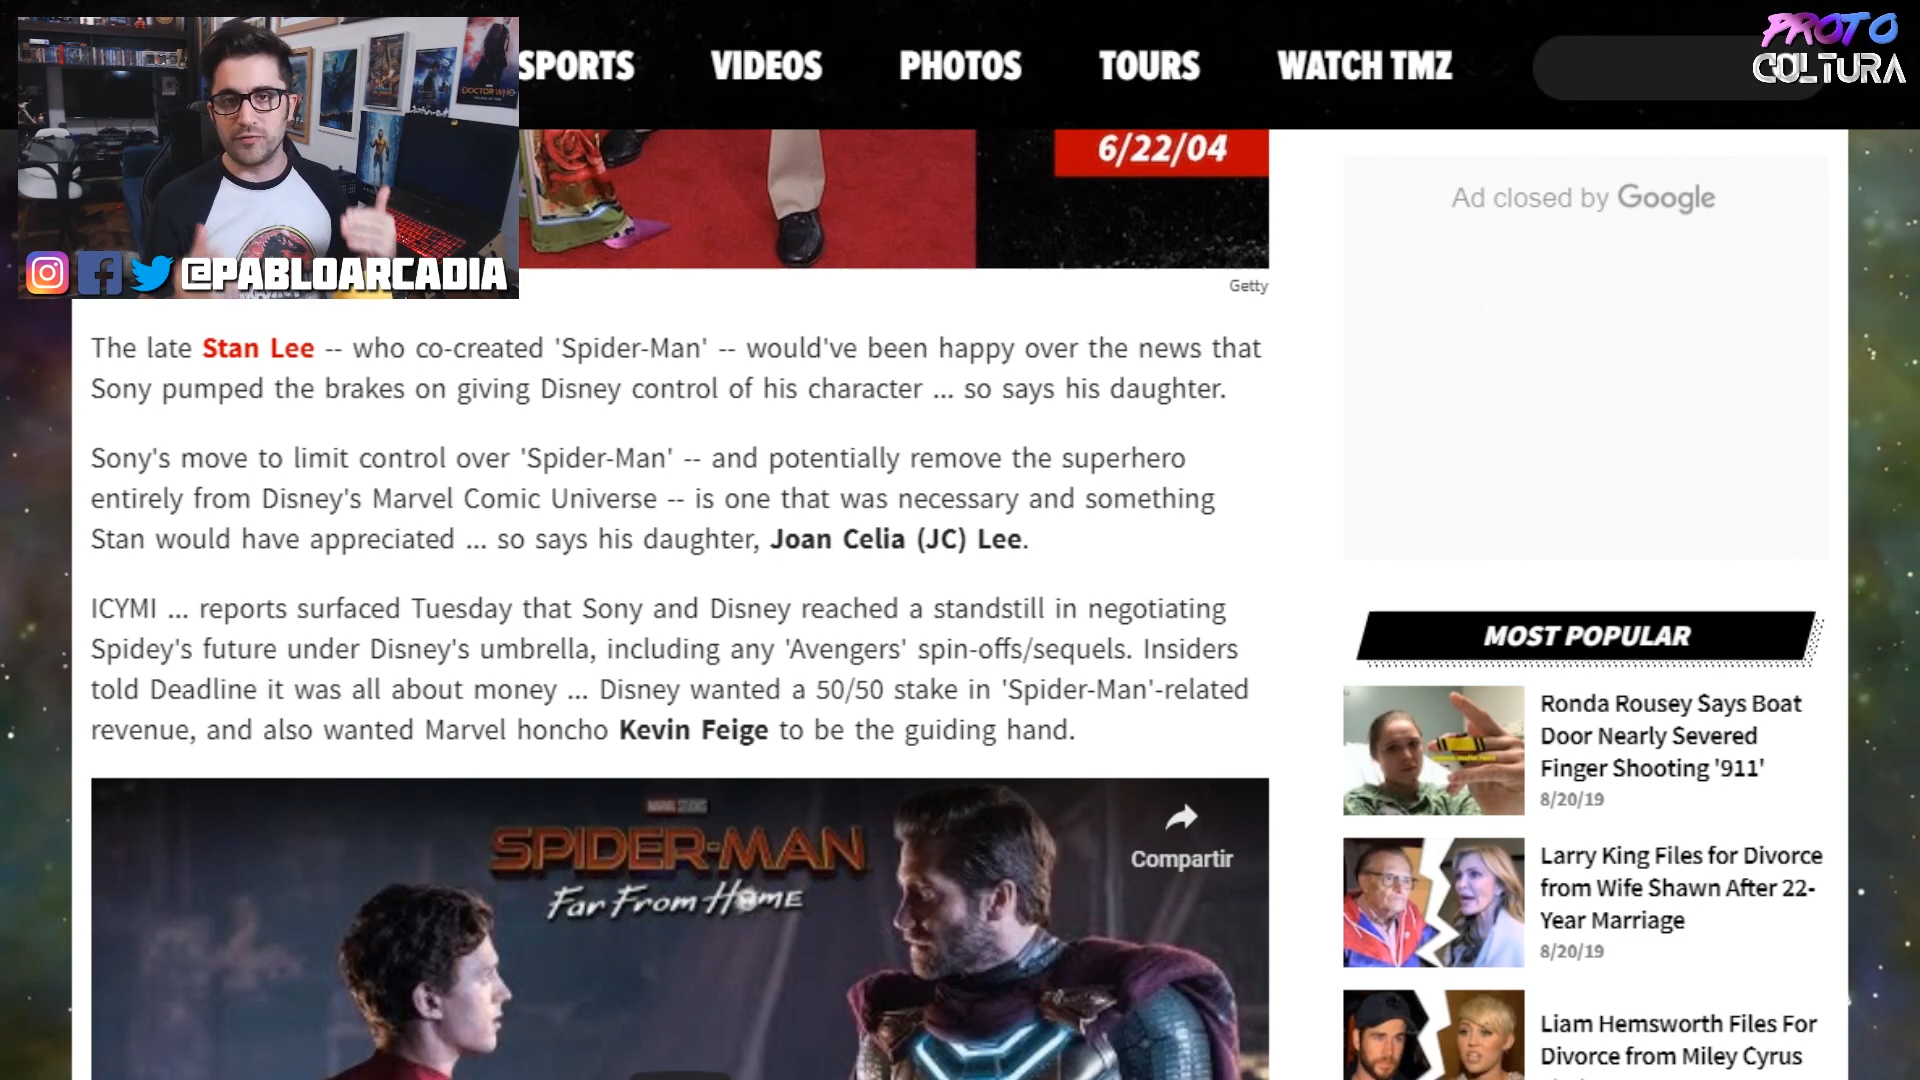 SPORTS VIDEOS PHOTOS TOURS WATCH TMZ
PROTO
CULTURA
DOCTOR WHO
@PABLOARCADIA
6/22/04
Getty
The late Stan Lee -- who co-created 'Spider-Man' -- would've been happy over the news that
Sony pumped the brakes on giving Disney control of his character ... so says his daughter.
Sony's move to limit control over 'Spider-Man' -- and potentially remove the superhero
entirely from Disney's Marvel Comic Universe -- is one that was necessary and something
Stan would have appreciated ... so says his daughter, Joan Celia (JC) Lee.
ICYMI ... reports surfaced Tuesday that Sony and Disney reached a standstill in negotiating
Spidey's future under Disney's umbrella, including any 'Avengers' spin-offs/sequels. Insiders
told Deadline it was all about money ... Disney wanted a 50/50 stake in 'Spider-Man'-related
revenue, and also wanted Marvel honcho Kevin Feige to be the guiding hand.
MARVEL STUDIOS
SPIDER-MAN
Far From Home
Compartir
Ad closed by Google
MOST POPULAR
Ronda Rousey Says Boat
Door Nearly Severed
Finger Shooting '911'
8/20/19
Larry King Files for Divorce
from Wife Shawn After 22-
Year Marriage
8/20/19
Liam Hemsworth Files For
Divorce from Miley Cyrus